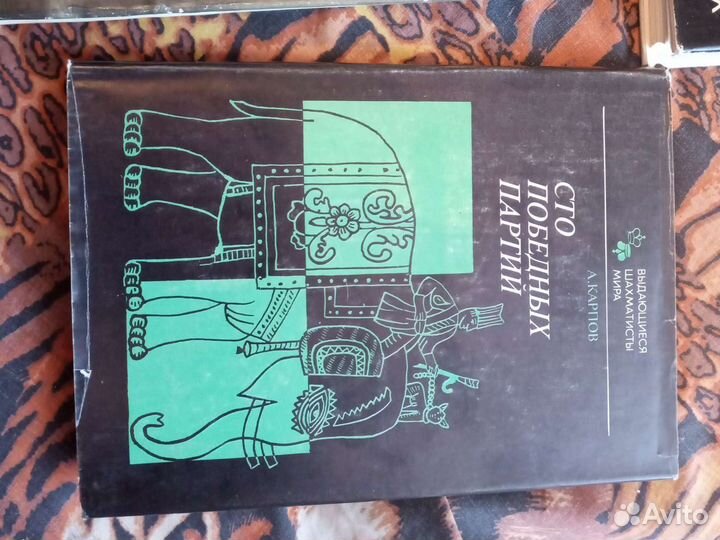 ВЫДАЮЩИЕСЯ
ШАХМАТИСТЫ
МИРА
А. КАРПОВ
СТО
ПОБЕДНЫХ
ПАРТИЙ
Avito